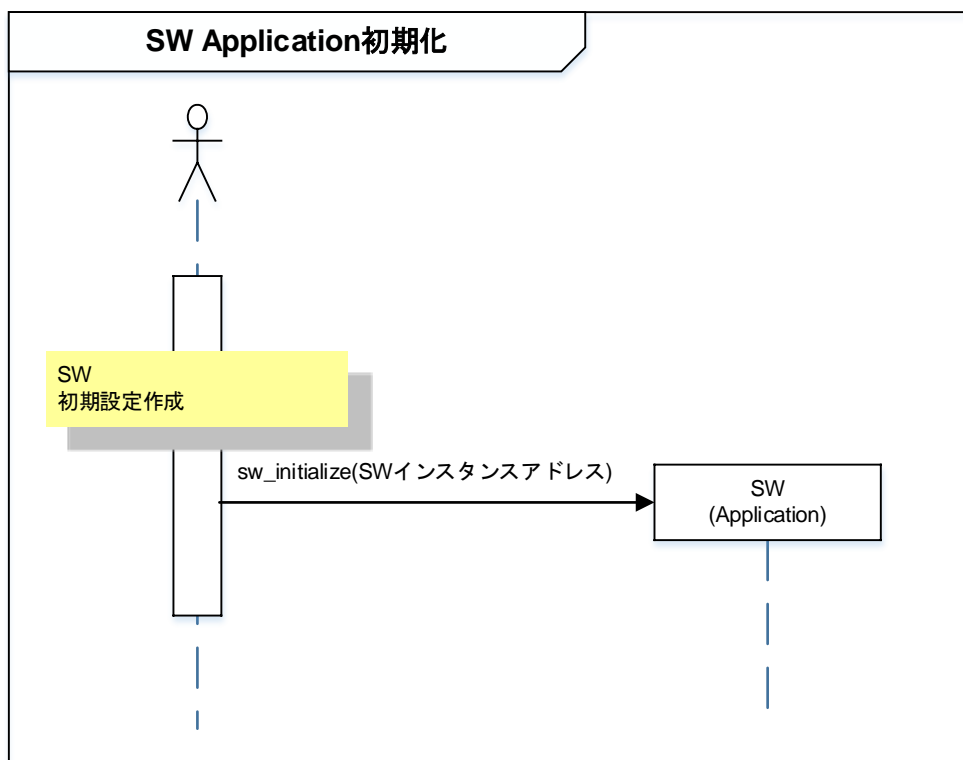 SW Application初期化
SW
初期設定作成
sw_initialize(SWインスタンスアドレス)
SW
(Application)